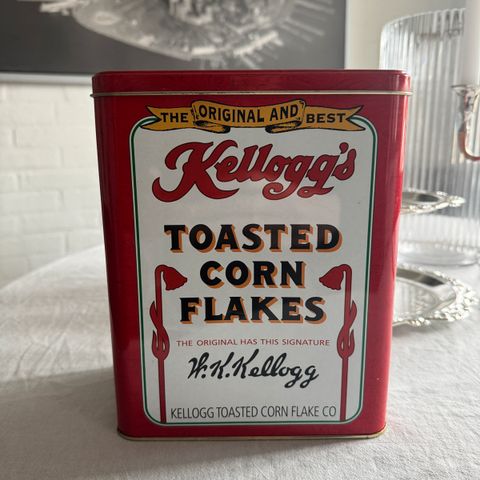 THE ORIGINAL AND BEST
Kellogg's
TOASTED
CORN
FLAKES
THE ORIGINAL HAS THIS SIGNATURE
W.K.Kellogg
KELLOGG TOASTED CORN FLAKE CO